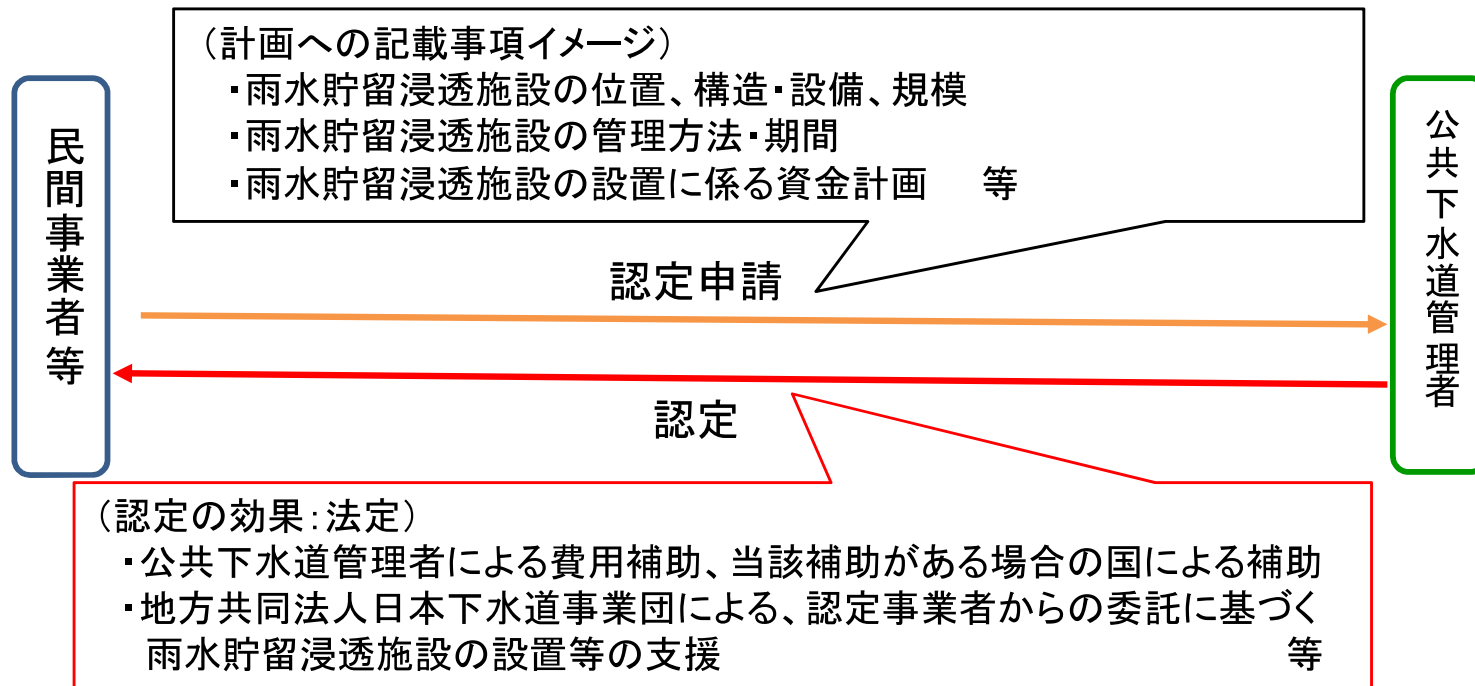 (計画への記載事項イメージ)
・雨水貯留浸透施設の位置、構造・設備、規模
・雨水貯留浸透施設の管理方法・期間
・雨水貯留浸透施設の設置に係る資金計画 等
民間事業者等
公共下水道管理者
認定申請
認定
(認定の効果:法定)
・公共下水道管理者による費用補助、当該補助がある場合の国による補助
・地方共同法人日本下水道事業団による、認定事業者からの委託に基づく
雨水貯留浸透施設の設置等の支援 等